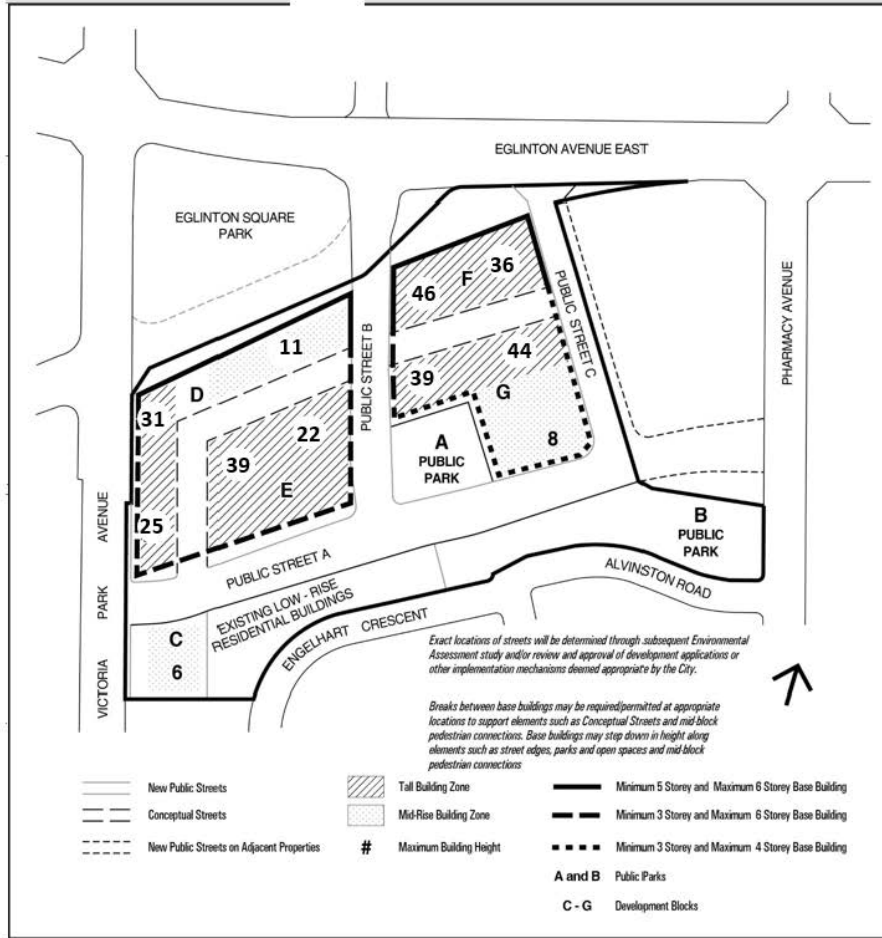 EGLINTON AVENUE EAST
EGLINTON SQUARE
PARK
PUBLIC STREET B
PUBLIC STREET C
PHARMACY AVENUE
36
F
46
11
44
D
39
31
G
22
A
PUBLIC
PARK
8
39
E
25
B
PUBLIC
PARK
VICTORIA PARK AVENUE
PUBLIC STREET A
ALVINSTON ROAD
EXISTING LOW - RISE
RESIDENTIAL BUILDINGS
ENGELHART CRESCENT
C
6
Exact locations of streets will be determined through subsequent Environmental
Assessment study and/or review and approval of development applications or
other implementation mechanisms deemed appropriate by the City.
Breaks between base buildings may be required/permitted at appropriate
locations to support elements such as Conceptual Streets and mid-block
pedestrian connections. Base buildings may step down in height along
elements such as street edges, parks and open spaces and mid-block
pedestrian connections
New Public Streets
Conceptual Streets
New Public Streets on Adjacent Properties
Tall Building Zone
Mid-Rise Building Zone
# Maximum Building Height
Minimum 5 Storey and Maximum 6 Storey Base Building
Minimum 3 Storey and Maximum 6 Storey Base Building
Minimum 3 Storey and Maximum 4 Storey Base Building
A and B Public Parks
C - G Development Blocks